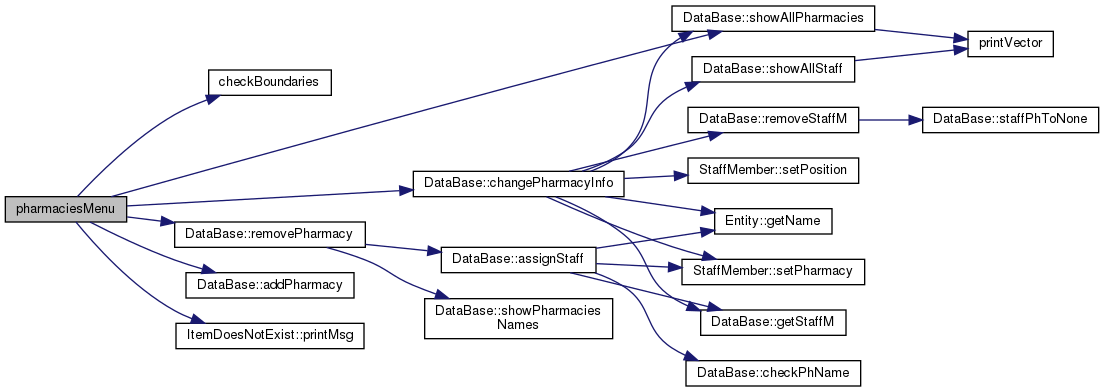 pharmaciesMenu
checkBoundaries
DataBase::showAllPharmacies
printVector
DataBase::showAllStaff
DataBase::removeStaffM
DataBase::staffPhToNone
DataBase::changePharmacyInfo
StaffMember::setPosition
Entity::getName
DataBase::removePharmacy
DataBase::assignStaff
StaffMember::setPharmacy
DataBase::addPharmacy
DataBase::showPharmacies
Names
DataBase::getStaffM
ItemDoesNotExist::printMsg
DataBase::checkPhName